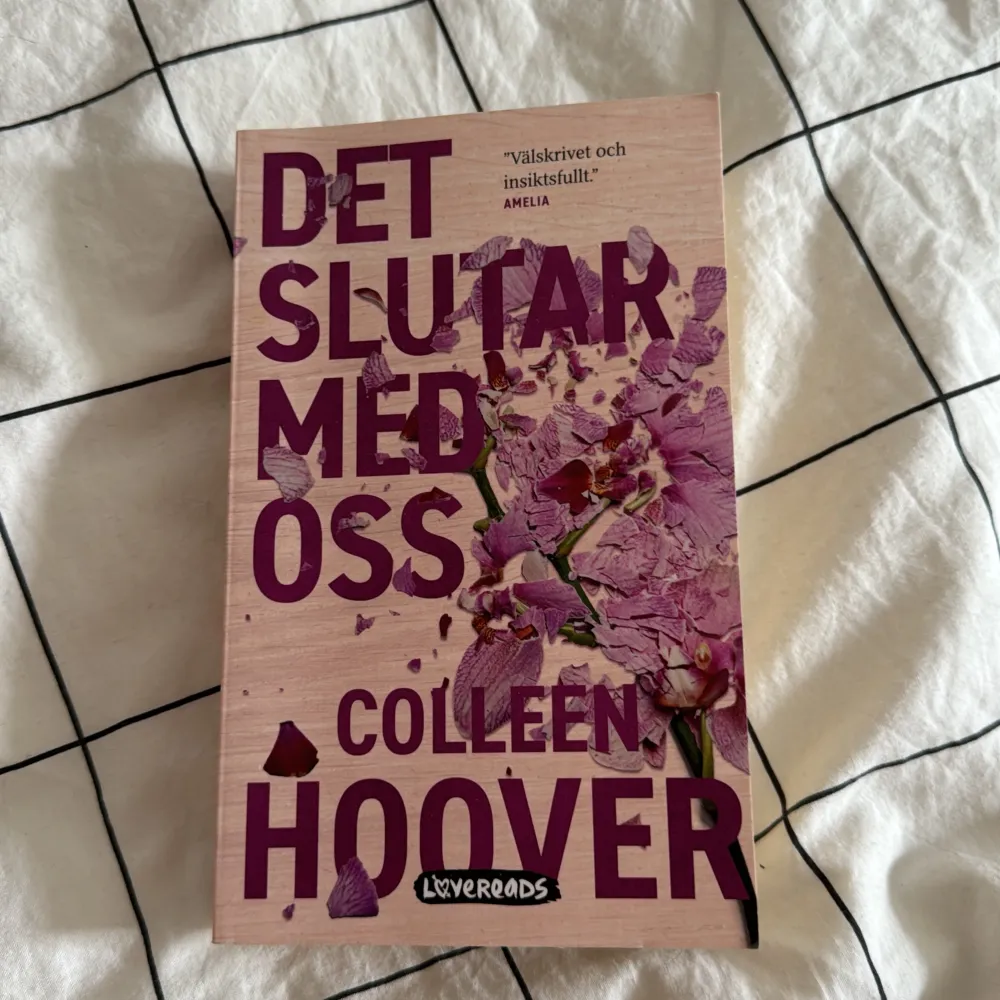 DET
SLUTAR
MED
OSS
"Välskrivet och
insiktsfullt."
AMELIA
COLLEEN
HOOVER
LOVEREADS